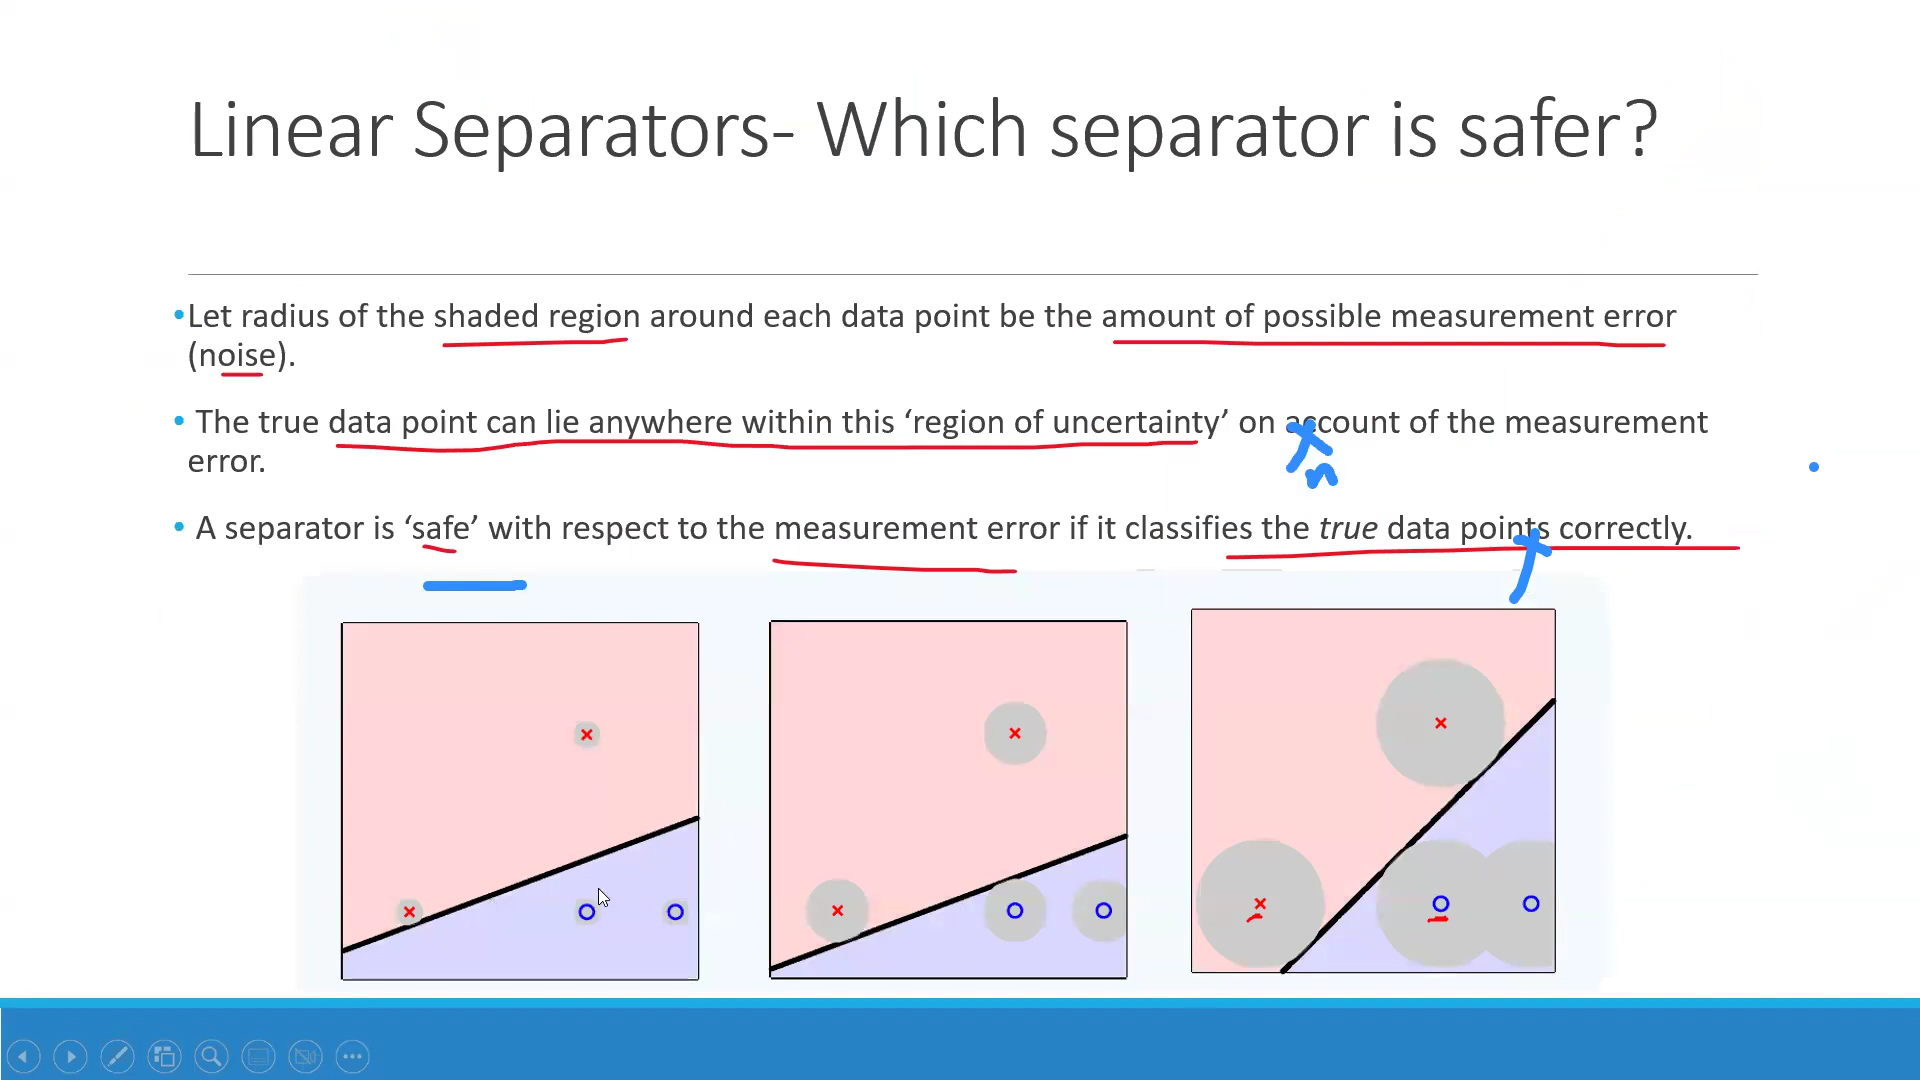 Linear Separators- Which separator is safer?
•Let radius of the shaded region around each data point be the amount of possible measurement error
(noise).
• The true data point can lie anywhere within this ‘region of uncertainty’ on account of the measurement
error.
• A separator is ‘safe’ with respect to the measurement error if it classifies the true data points correctly.